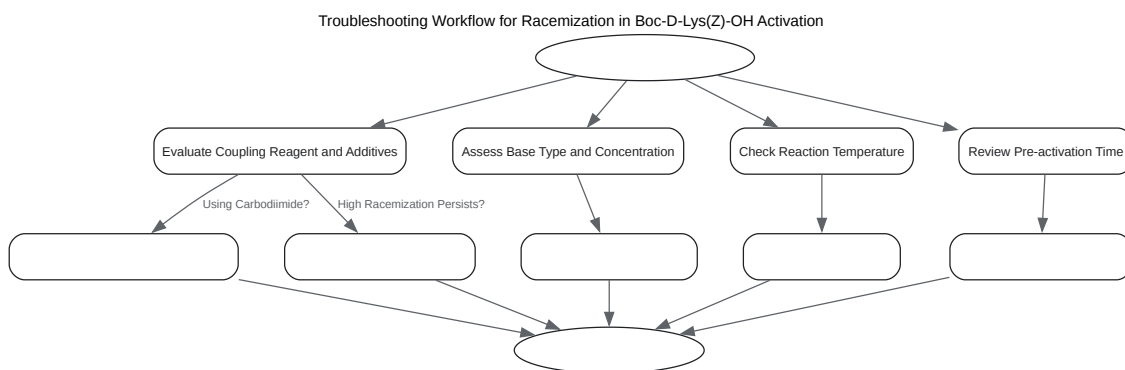 Troubleshooting Workflow for Racemization in Boc-D-Lys(Z)-OH Activation
Evaluate Coupling Reagent and Additives
Assess Base Type and Concentration
Check Reaction Temperature
Review Pre-activation Time
Using Carbodiimide?
High Racemization Persists?